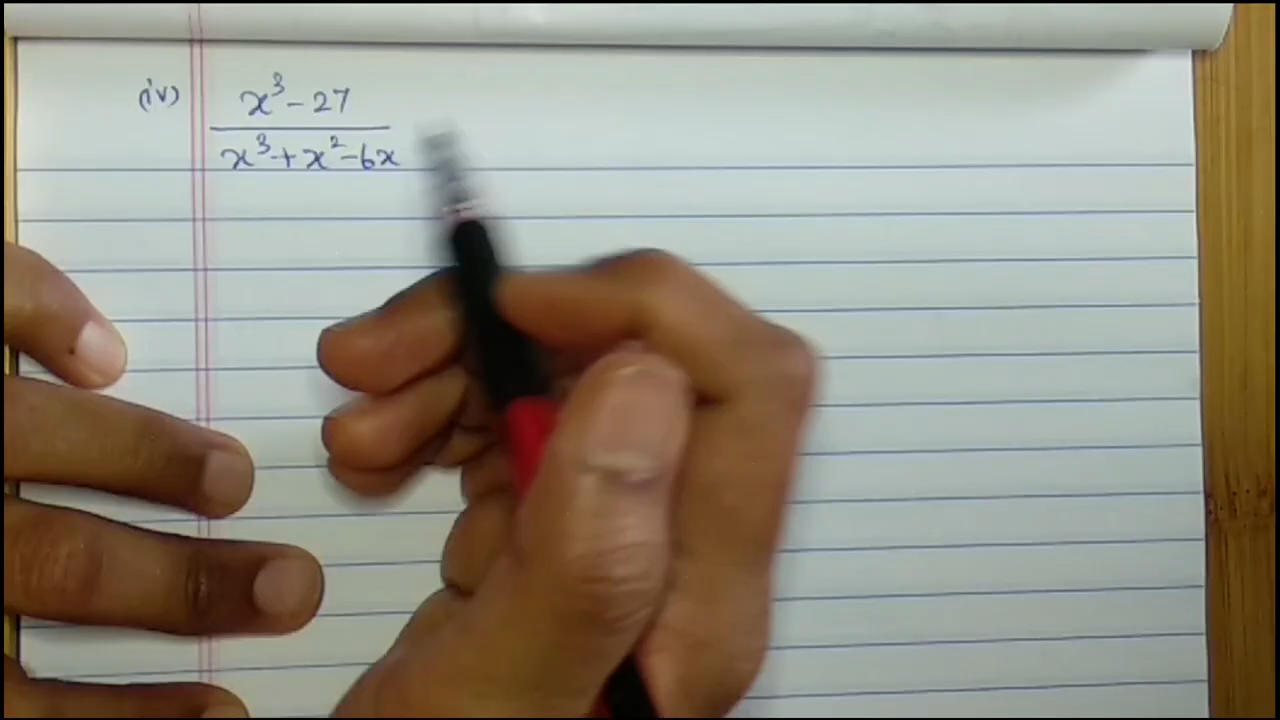 (iv) x³ - 27
x³ + x² - 6x